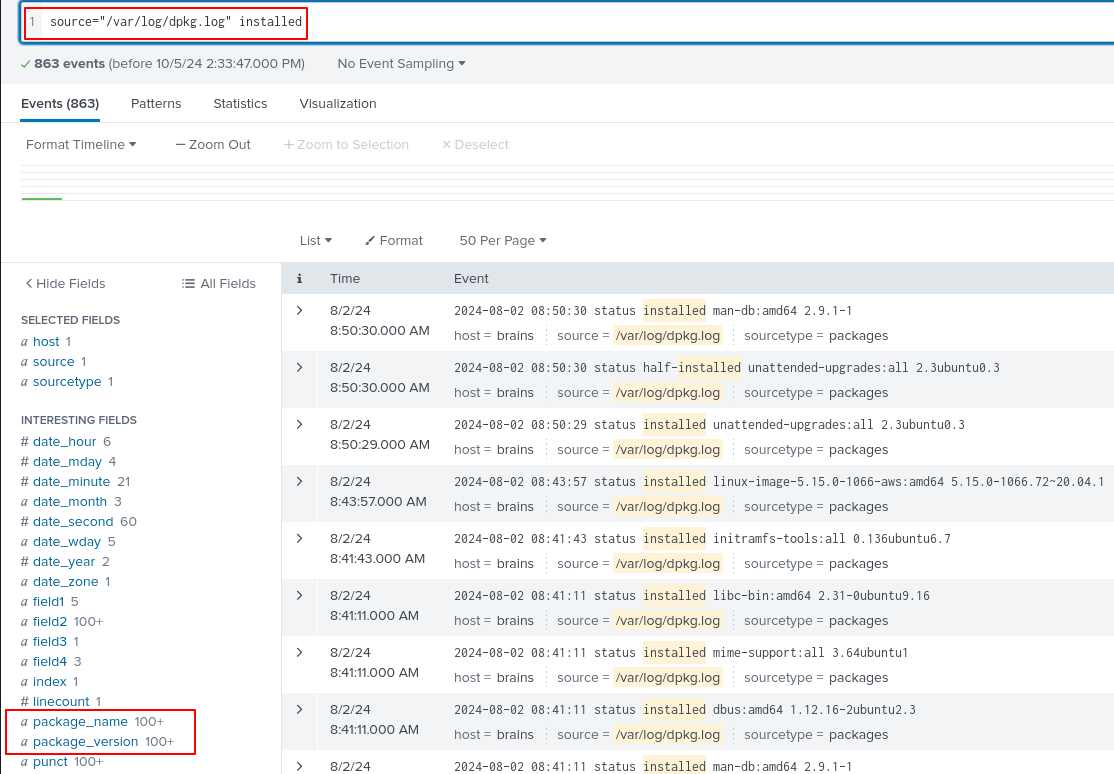 1 source="/var/log/dpkg.log" installed
863 events (before 10/5/24 2:33:47.000 PM) No Event Sampling
Events (863) Patterns Statistics Visualization
Format Timeline — Zoom Out + Zoom to Selection × Deselect
List Format 50 Per Page
Hide Fields All Fields
SELECTED FIELDS
a host 1
a source 1
a sourcetype 1
INTERESTING FIELDS
# date_hour 6
# date_mday 4
# date_minute 21
a date_month 3
# date_second 60
a date_wday 5
# date_year 2
a date_zone 1
a field1 5
a field2 100+
a field3 1
a field4 3
a index 1
# linecount 1
a package_name 100+
a package_version 100+
a punct 100+
i Time Event
8/2/24 2024-08-02 08:50:30 status installed man-db:amd64 2.9.1-1
8:50:30.000 AM host = brains source = /var/log/dpkg.log sourcetype = packages
8/2/24 2024-08-02 08:50:30 status half-installed unattended-upgrades:all 2.3ubuntu0.3
8:50:30.000 AM host = brains source = /var/log/dpkg.log sourcetype = packages
8/2/24 2024-08-02 08:50:29 status installed unattended-upgrades:all 2.3ubuntu0.3
8:50:29.000 AM host = brains source = /var/log/dpkg.log sourcetype = packages
8/2/24 2024-08-02 08:43:57 status installed linux-image-5.15.0-1066-aws:amd64 5.15.0-1066.72~20.04.1
8:43:57.000 AM host = brains source = /var/log/dpkg.log sourcetype = packages
8/2/24 2024-08-02 08:41:43 status installed initramfs-tools:all 0.136ubuntu6.7
8:41:43.000 AM host = brains source = /var/log/dpkg.log sourcetype = packages
8/2/24 2024-08-02 08:41:11 status installed libc-bin:amd64 2.31-0ubuntu9.16
8:41:11.000 AM host = brains source = /var/log/dpkg.log sourcetype = packages
8/2/24 2024-08-02 08:41:11 status installed mime-support:all 3.64ubuntu1
8:41:11.000 AM host = brains source = /var/log/dpkg.log sourcetype = packages
8/2/24 2024-08-02 08:41:11 status installed dbus:amd64 1.12.16-2ubuntu2.3
8:41:11.000 AM host = brains source = /var/log/dpkg.log sourcetype = packages
8/2/24 2024-08-02 08:41:11 status installed man-db:amd64 2.9.1-1